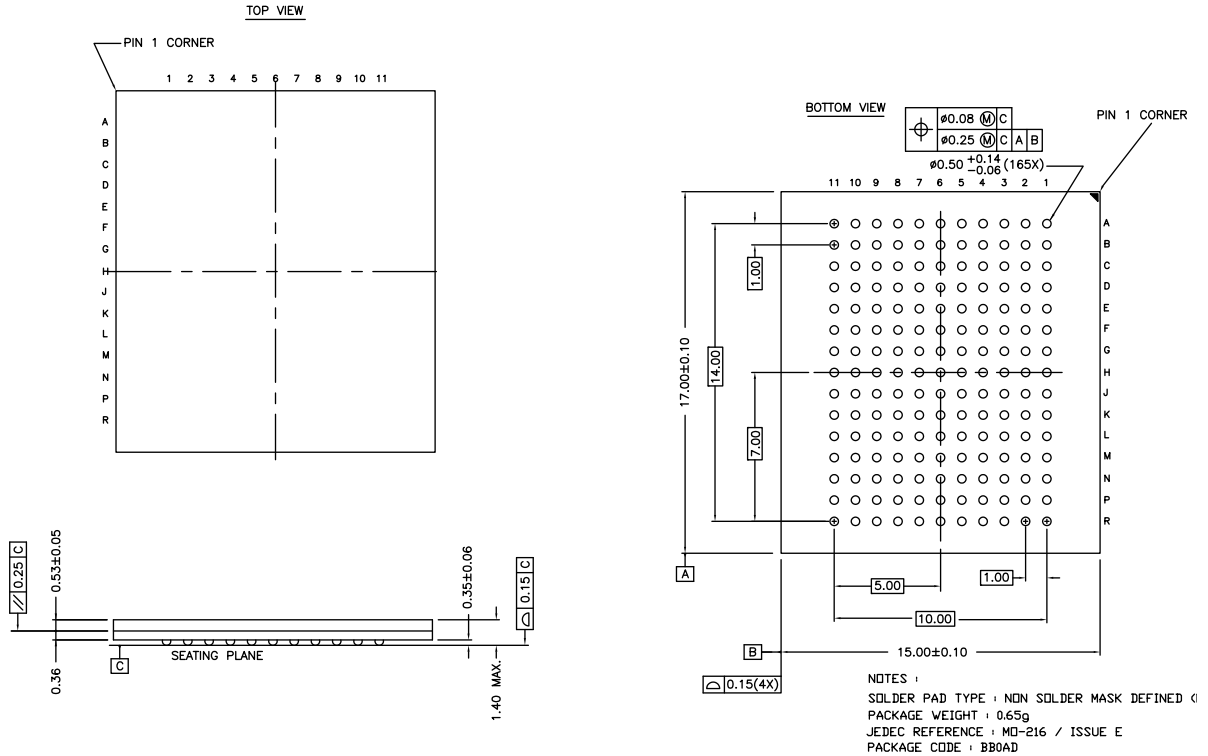 TOP VIEW
PIN 1 CORNER
1 2 3 4 5 6 7 8 9 10 11
A
B
C
D
E
F
G
H
J
K
L
M
N
P
R
BOTTOM VIEW
ø0.08 Ⓜ C
ø0.25 Ⓜ C A B
PIN 1 CORNER
ø0.50 +0.14 -0.06 (165X)
11 10 9 8 7 6 5 4 3 2 1
A
B
C
D
E
F
G
H
J
K
L
M
N
P
R
1.00
17.00±0.10
14.00
7.00
A
5.00
1.00
10.00
B
15.00±0.10
0.15(4X)
// 0.25 C
0.53±0.05
0.35±0.06
0.15 C
SEATING PLANE
C
0.36
1.40 MAX.
NOTES :
SOLDER PAD TYPE : NON SOLDER MASK DEFINED (
PACKAGE WEIGHT : 0.65g
JEDEC REFERENCE : MO-216 / ISSUE E
PACKAGE CODE : BB0AD